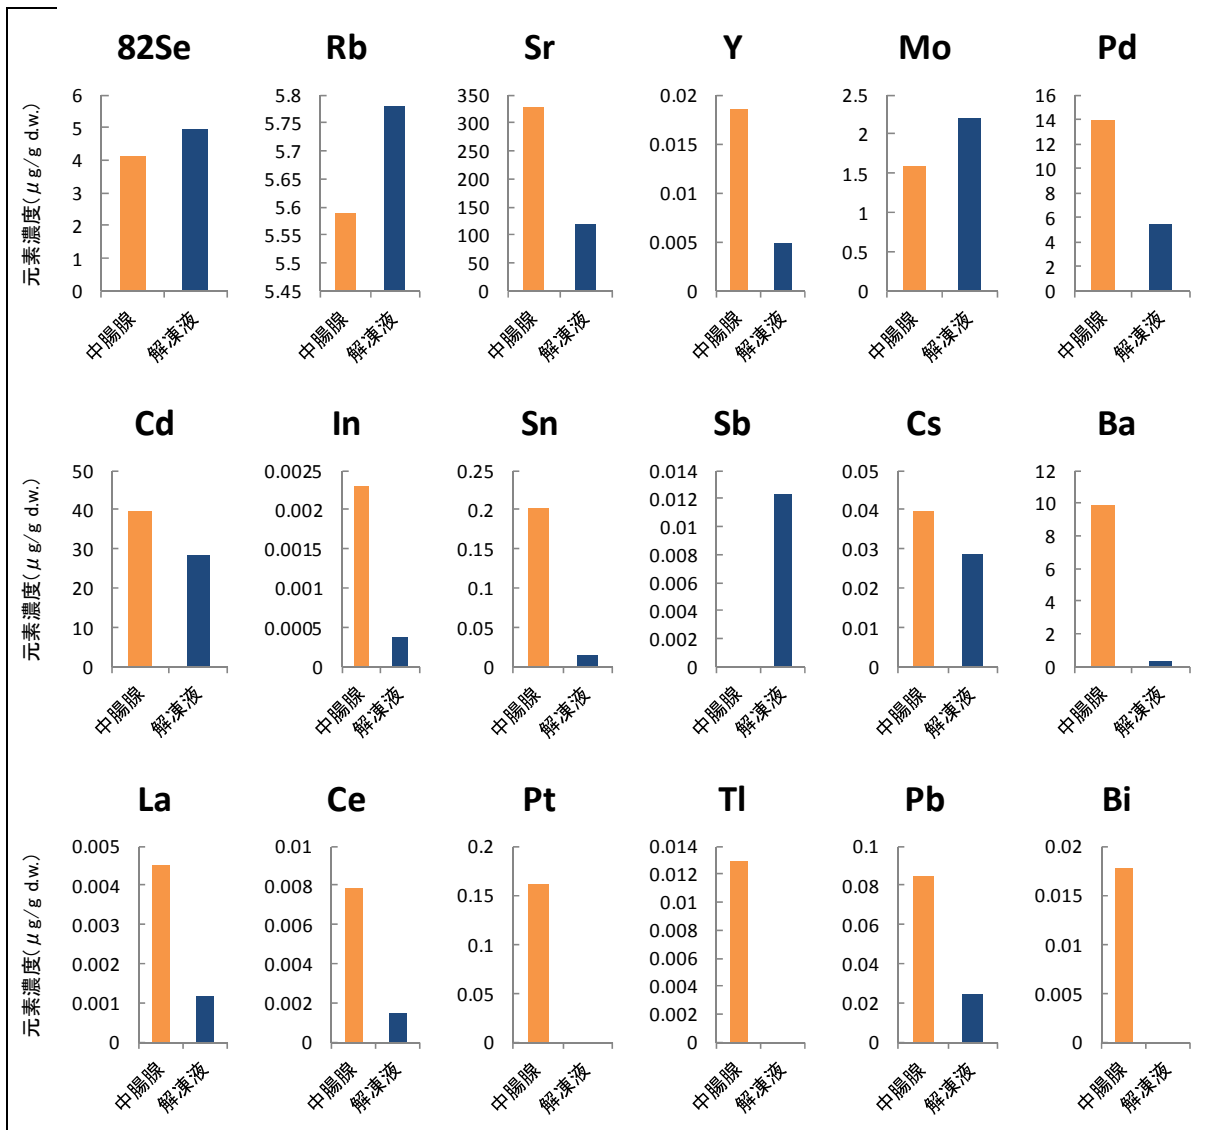 82Se Rb Sr Y Mo Pd
元素濃度(μg/g d.w.)
6 5 4 3 2 1 0
5.8 5.75 5.7 5.65 5.6 5.55 5.5 5.45
350 300 250 200 150 100 50 0
0.02 0.015 0.01 0.005 0
2.5 2 1.5 1 0.5 0
16 14 12 10 8 6 4 2 0
中腸腺 解凍液 中腸腺 解凍液 中腸腺 解凍液 中腸腺 解凍液 中腸腺 解凍液 中腸腺 解凍液
Cd In Sn Sb Cs Ba
元素濃度(μg/g d.w.)
50 40 30 20 10 0
0.0025 0.002 0.0015 0.001 0.0005 0
0.25 0.2 0.15 0.1 0.05 0
0.014 0.012 0.01 0.008 0.006 0.004 0.002 0
0.05 0.04 0.03 0.02 0.01 0
12 10 8 6 4 2 0
中腸腺 解凍液 中腸腺 解凍液 中腸腺 解凍液 中腸腺 解凍液 中腸腺 解凍液 中腸腺 解凍液
La Ce Pt Tl Pb Bi
元素濃度(μg/g d.w.)
0.005 0.004 0.003 0.002 0.001 0
0.01 0.008 0.006 0.004 0.002 0
0.2 0.15 0.1 0.05 0
0.014 0.012 0.01 0.008 0.006 0.004 0.002 0
0.1 0.08 0.06 0.04 0.02 0
0.02 0.015 0.01 0.005 0
中腸腺 解凍液 中腸腺 解凍液 中腸腺 解凍液 中腸腺 解凍液 中腸腺 解凍液 中腸腺 解凍液